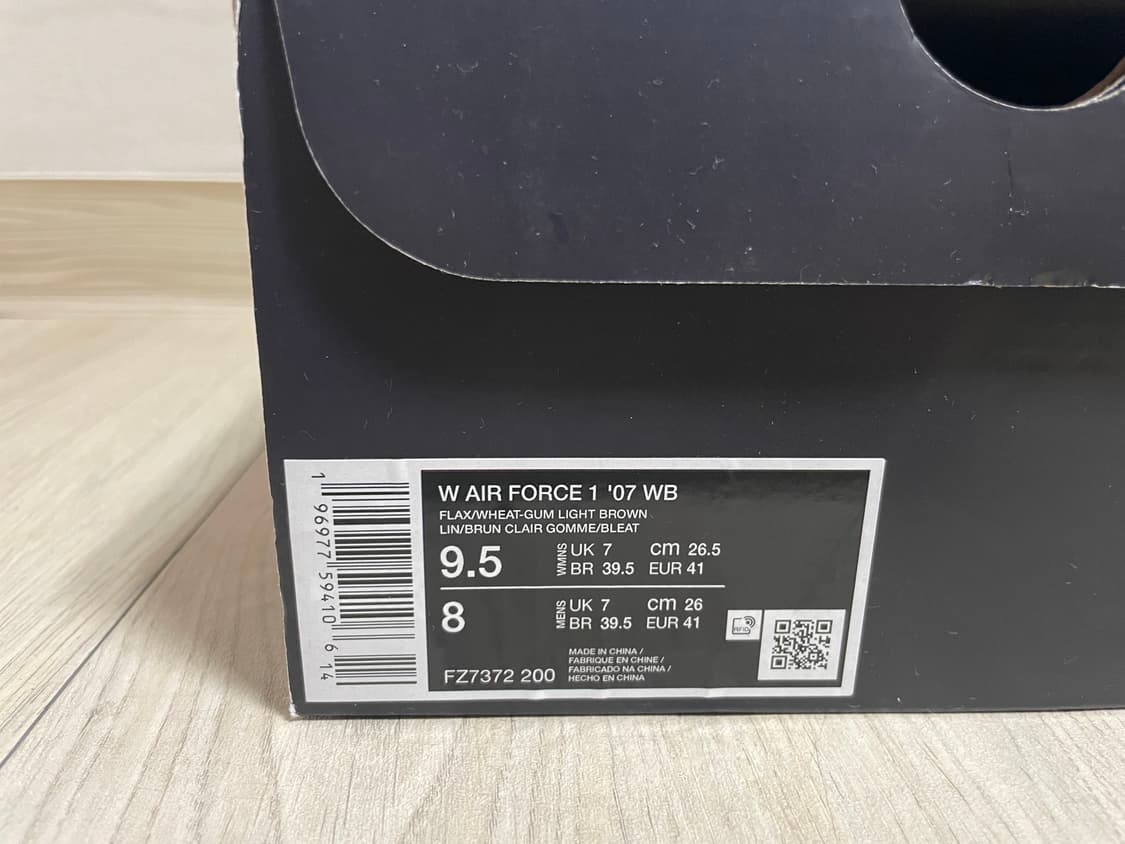 W AIR FORCE 1 '07 WB
FLAX/WHEAT-GUM LIGHT BROWN
LIN/BRUN CLAIR GOMME/BLEAT
9.5 WMNS UK 7 cm 26.5
BR 39.5 EUR 41
8 MENS UK 7 cm 26
BR 39.5 EUR 41
FZ7372 200
MADE IN CHINA /
FABRIQUE EN CHINE /
FABRICADO NA CHINA /
HECHO EN CHINA
RFID
1 96977 59410 6 14